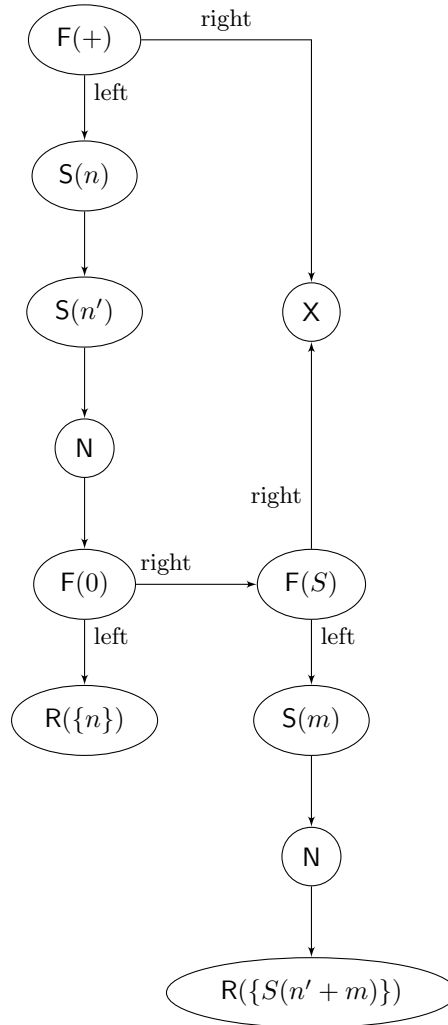 F(+)
right
left
S(n)
S(n′)
X
N
right
F(0)
right
F(S)
left
left
R({n})
S(m)
N
R({S(n′ + m)})